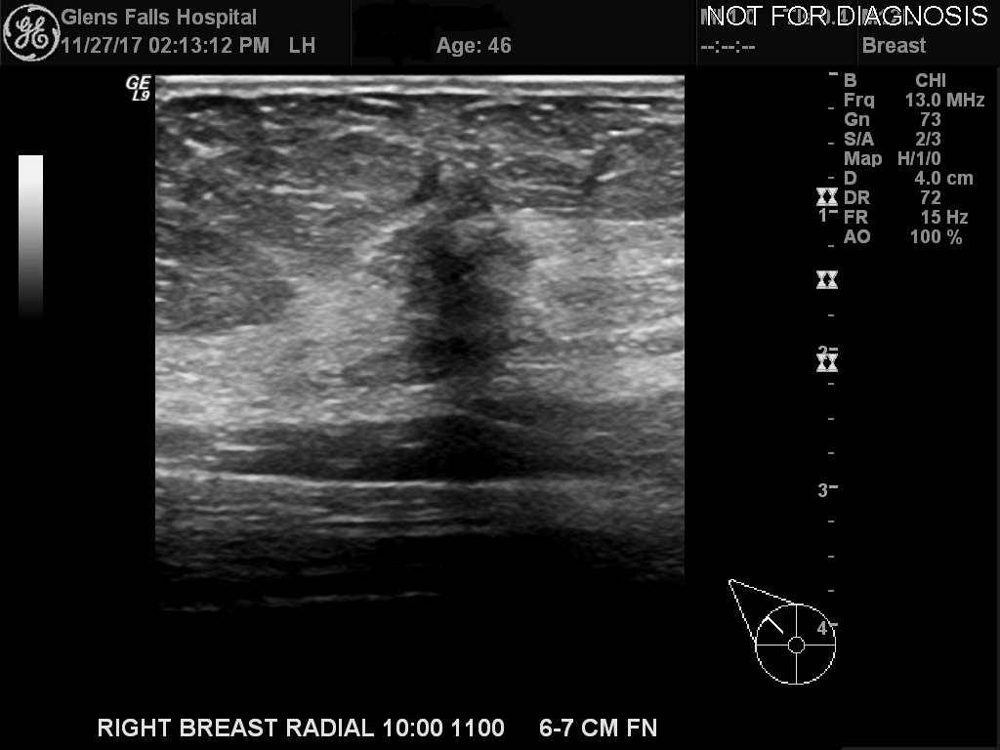 GE
Glens Falls Hospital
NOT FOR DIAGNOSIS
11/27/17 02:13:12 PM LH
Age: 46
--:--:--
Breast
GE
L9
B CHI
Frq 13.0 MHz
Gn 73
S/A 2/3
Map H/1/0
D 4.0 cm
DR 72
FR 15 Hz
AO 100 %
1
2
3
4
RIGHT BREAST RADIAL 10:00 1100 6-7 CM FN